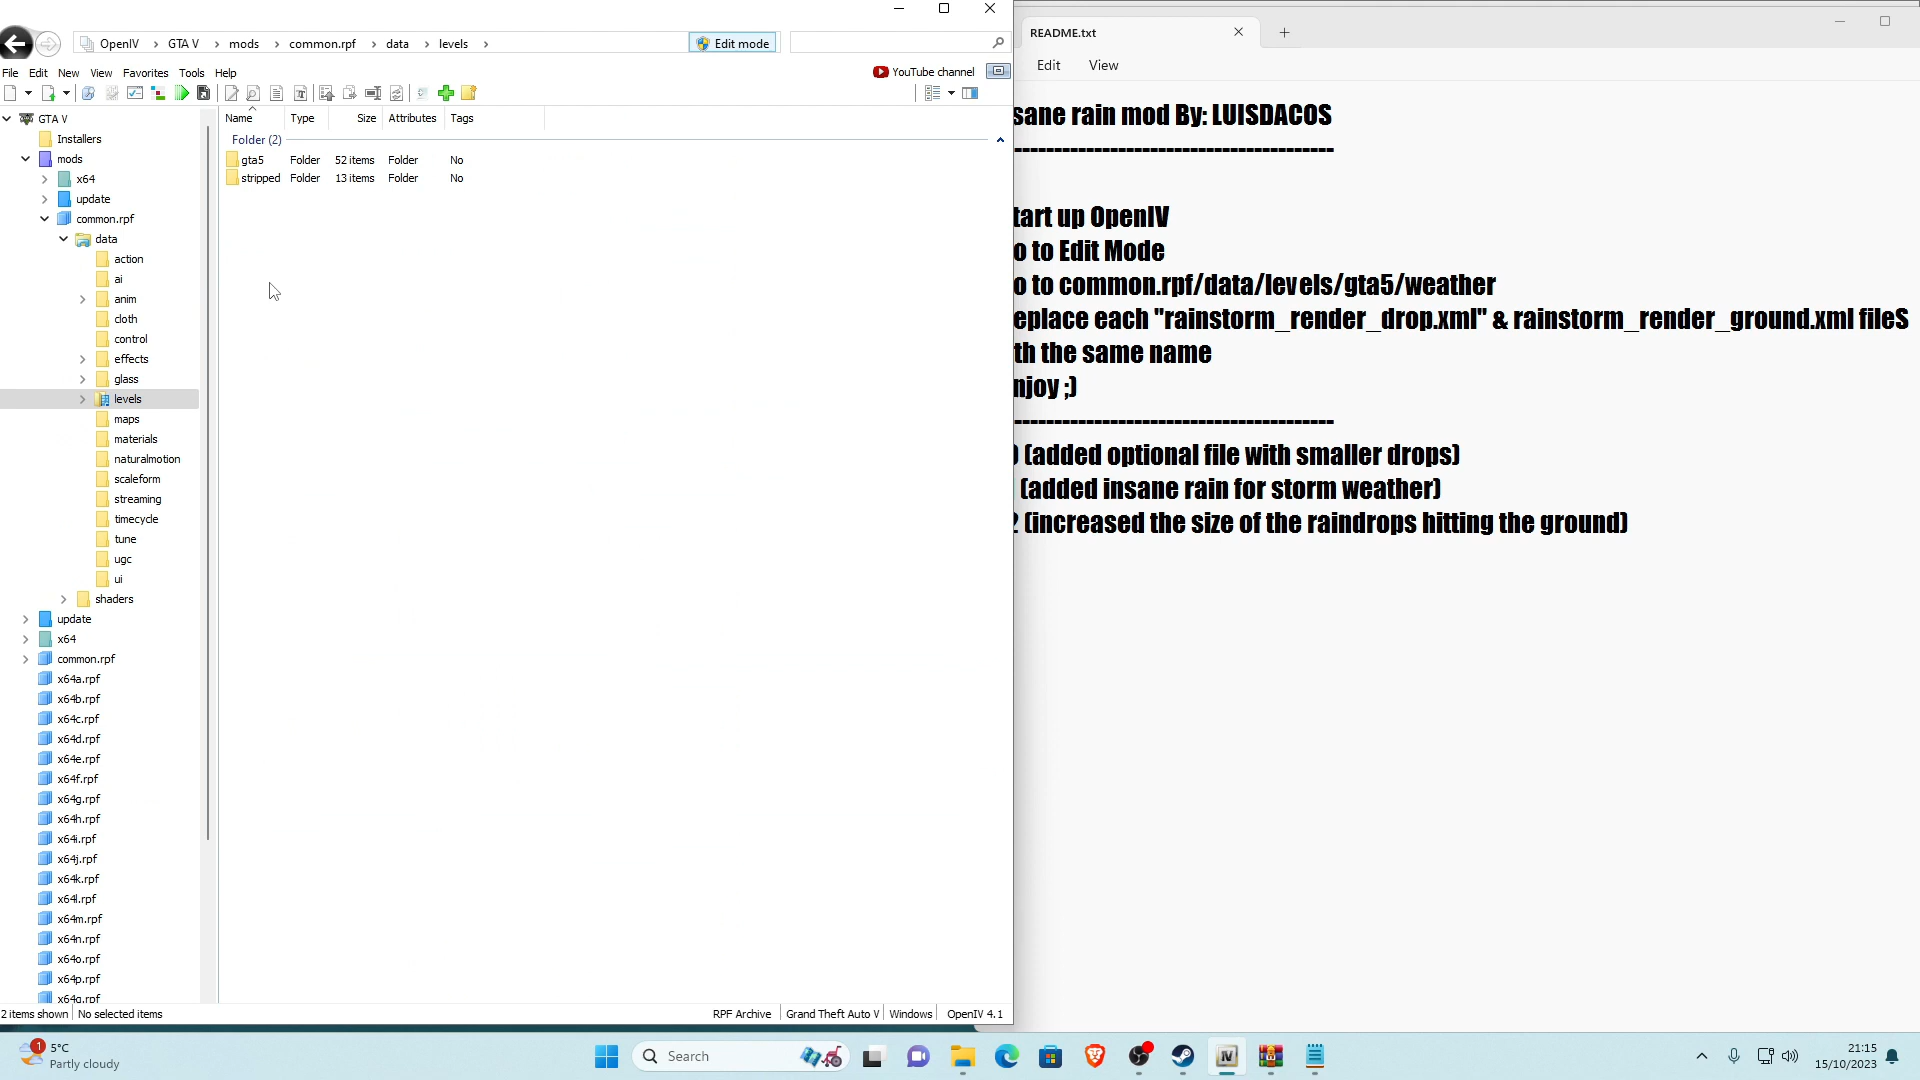 OpenIV > GTA V > mods > common.rpf > data > levels >
Edit mode
File Edit New View Favorites Tools Help
YouTube channel
Name Type Size Attributes Tags
Folder (2)
gta5 Folder 52 items Folder No
stripped Folder 13 items Folder No
GTA V
Installers
mods
x64
update
common.rpf
data
action
ai
anim
cloth
control
effects
glass
levels
maps
materials
naturalmotion
scaleform
streaming
timecycle
tune
ugc
ui
shaders
update
x64
common.rpf
x64a.rpf
x64b.rpf
x64c.rpf
x64d.rpf
x64e.rpf
x64f.rpf
x64g.rpf
x64h.rpf
x64i.rpf
x64j.rpf
x64k.rpf
x64l.rpf
x64m.rpf
x64n.rpf
x64o.rpf
x64p.rpf
x64q.rpf
2 items shown No selected items
RPF Archive Grand Theft Auto V Windows OpenIV 4.1
README.txt
Edit View
sane rain mod By: LUISDACOS
---------------------------------------
tart up OpenIV
o to Edit Mode
o to common.rpf/data/levels/gta5/weather
eplace each "rainstorm_render_drop.xml" & rainstorm_render_ground.xml fileS
th the same name
njoy ;)
---------------------------------------
(added optional file with smaller drops)
(added insane rain for storm weather)
2 (increased the size of the raindrops hitting the ground)
1
5°C
Partly cloudy
Search
IV
21:15
15/10/2023